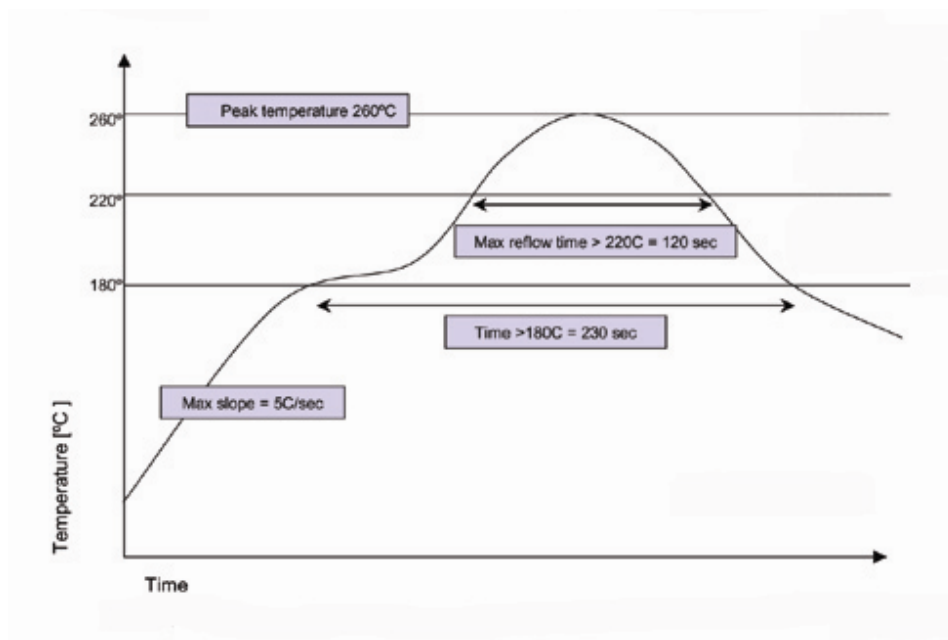 Peak temperature 260ºC
260º
220º
Max reflow time > 220C = 120 sec
180º
Time >180C = 230 sec
Max slope = 5C/sec
Temperature [ºC]
Time